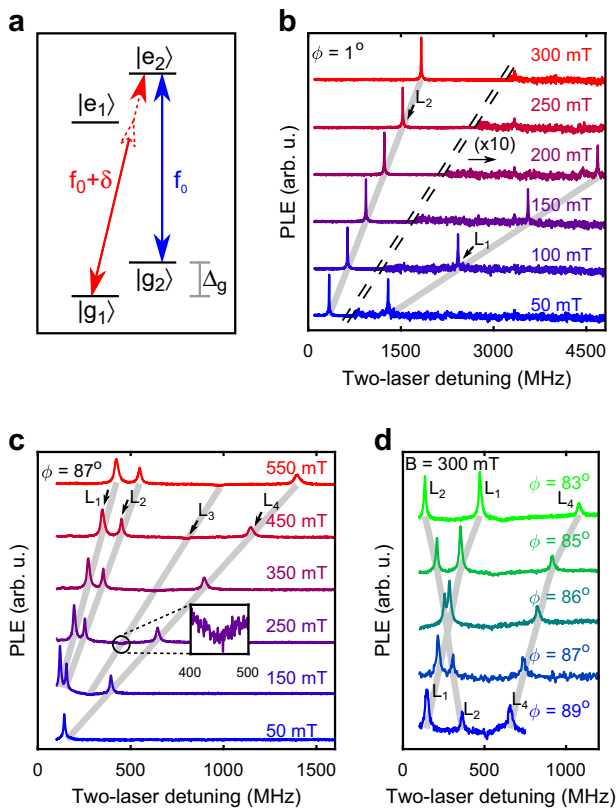 a
|e₂⟩
|e₁⟩
f₀+δ
f₀
|g₂⟩
|g₁⟩
Δg
b
ϕ = 1°
300 mT
250 mT
L₂
200 mT
(x10)
150 mT
L₁
100 mT
50 mT
PLE (arb. u.)
1500 3000 4500
Two-laser detuning (MHz)
c
ϕ = 87°
550 mT
L₁ L₂ L₃ L₄
450 mT
350 mT
250 mT
400 500
150 mT
50 mT
PLE (arb. u.)
500 1000 1500
Two-laser detuning (MHz)
d
B = 300 mT
ϕ = 83°
L₂ L₁ L₄
ϕ = 85°
ϕ = 86°
ϕ = 87°
L₁ L₂ L₄
ϕ = 89°
PLE (arb. u.)
0 500 1000
Two-laser detuning (MHz)